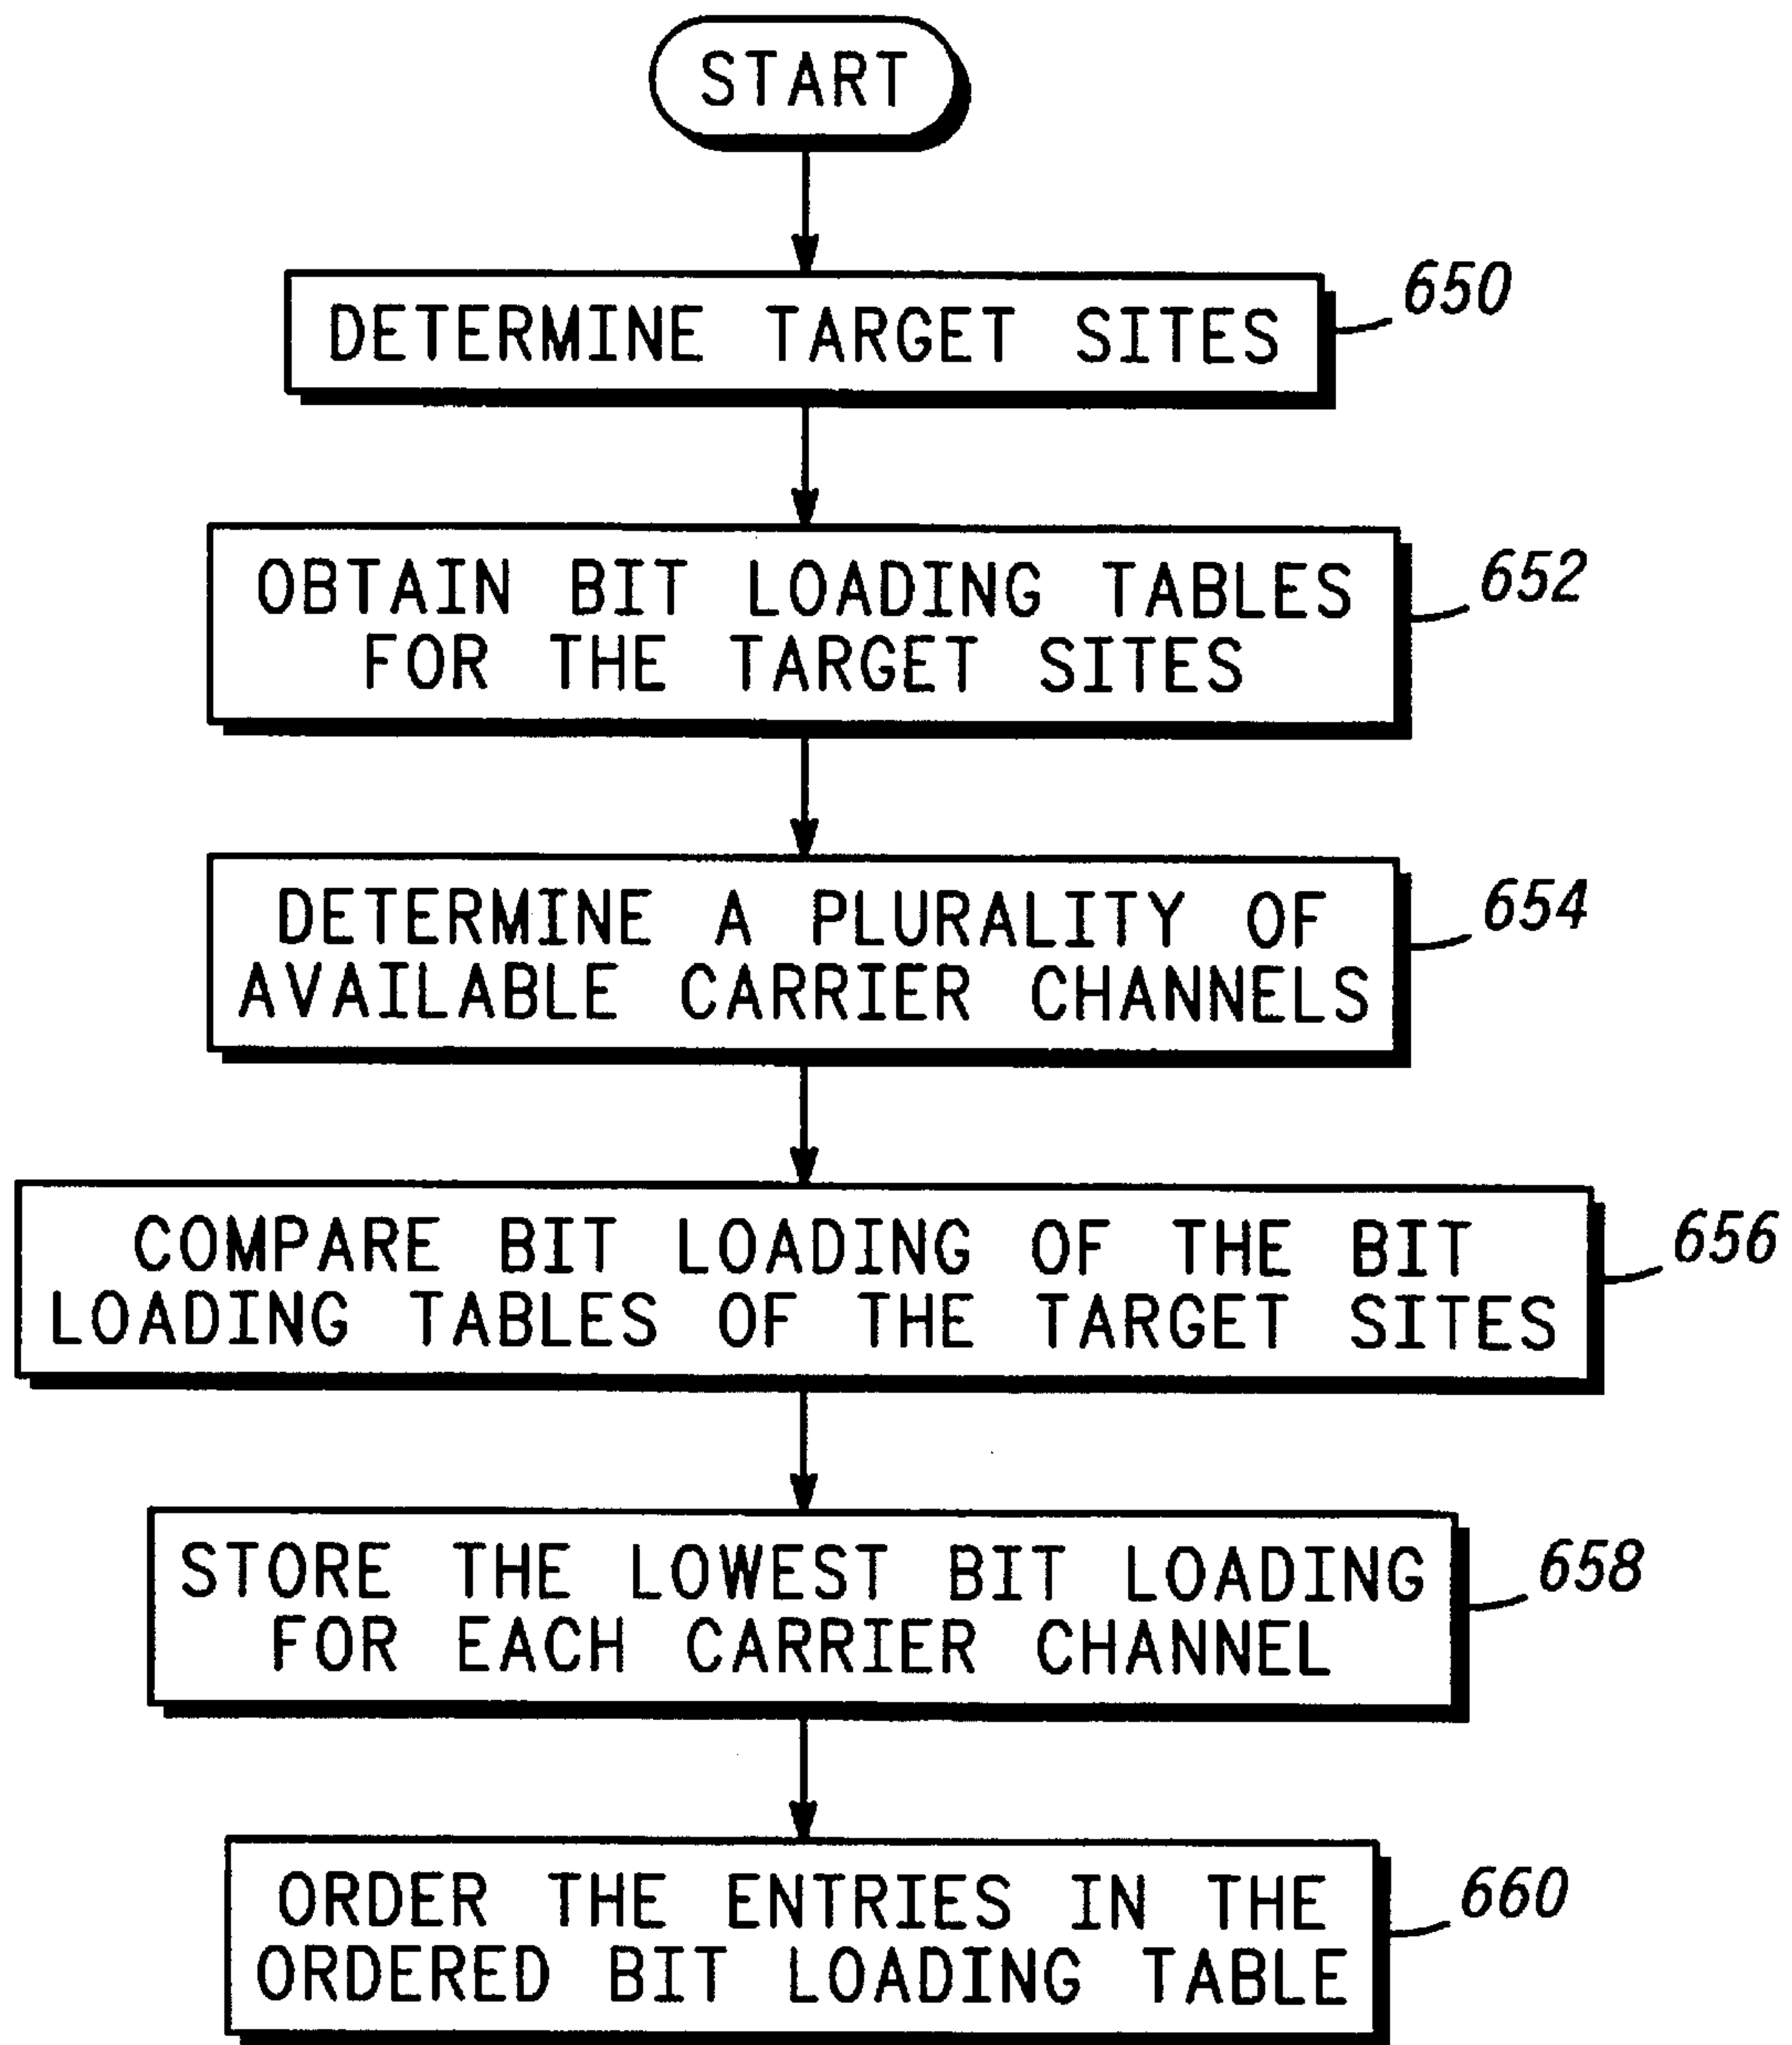 START
DETERMINE TARGET SITES
650
OBTAIN BIT LOADING TABLES
FOR THE TARGET SITES
652
DETERMINE A PLURALITY OF
AVAILABLE CARRIER CHANNELS
654
COMPARE BIT LOADING OF THE BIT
LOADING TABLES OF THE TARGET SITES
656
STORE THE LOWEST BIT LOADING
FOR EACH CARRIER CHANNEL
658
ORDER THE ENTRIES IN THE
ORDERED BIT LOADING TABLE
660